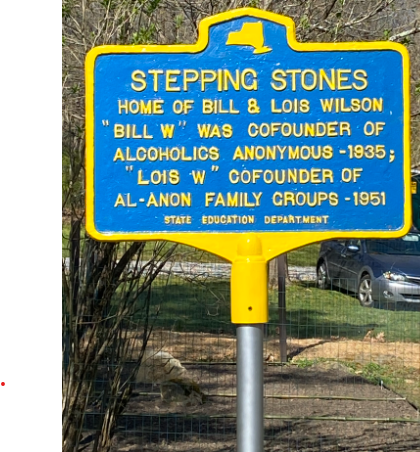 STEPPING STONES
HOME OF BILL & LOIS WILSON
"BILL W" WAS COFOUNDER OF
ALCOHOLICS ANONYMOUS - 1935;
"LOIS W" COFOUNDER OF
AL-ANON FAMILY GROUPS - 1951
STATE EDUCATION DEPARTMENT